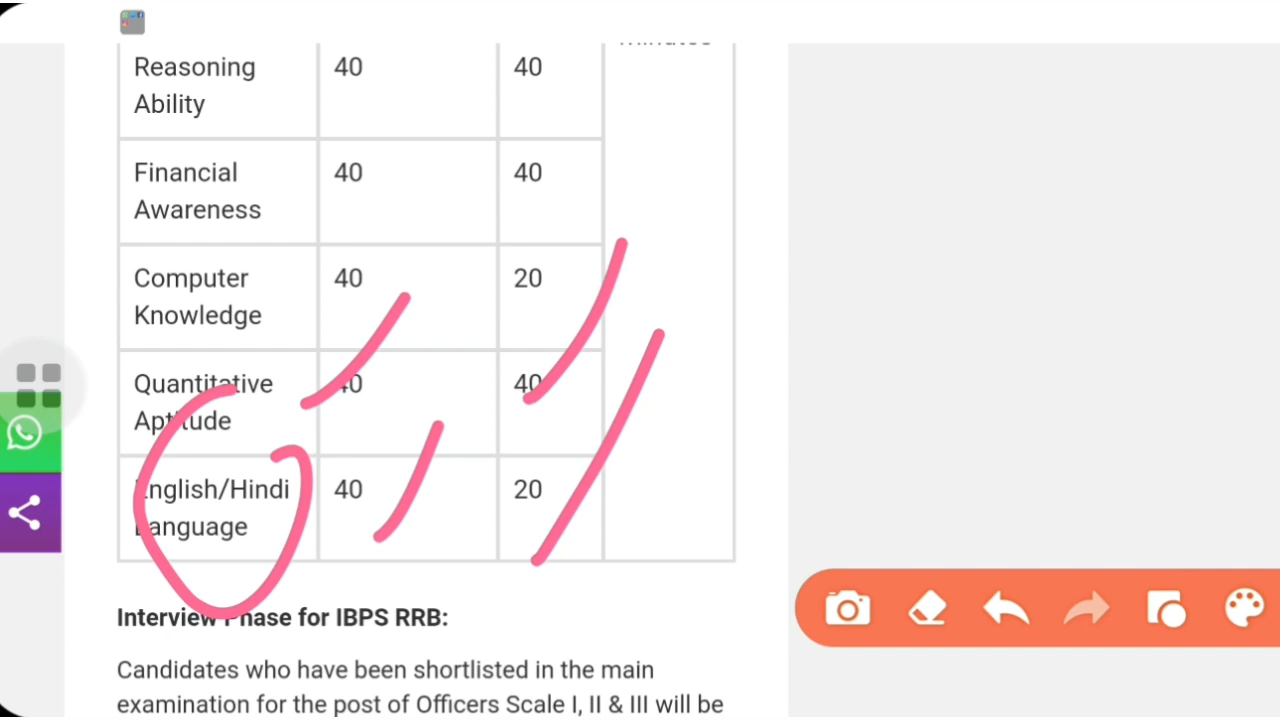 Reasoning 40 40
Ability
Financial 40 40
Awareness
Computer 40 20
Knowledge
Quantitative 40 40
Aptitude
English/Hindi 40 20
Language
Interview Phase for IBPS RRB:
Candidates who have been shortlisted in the main
examination for the post of Officers Scale I, II & III will be